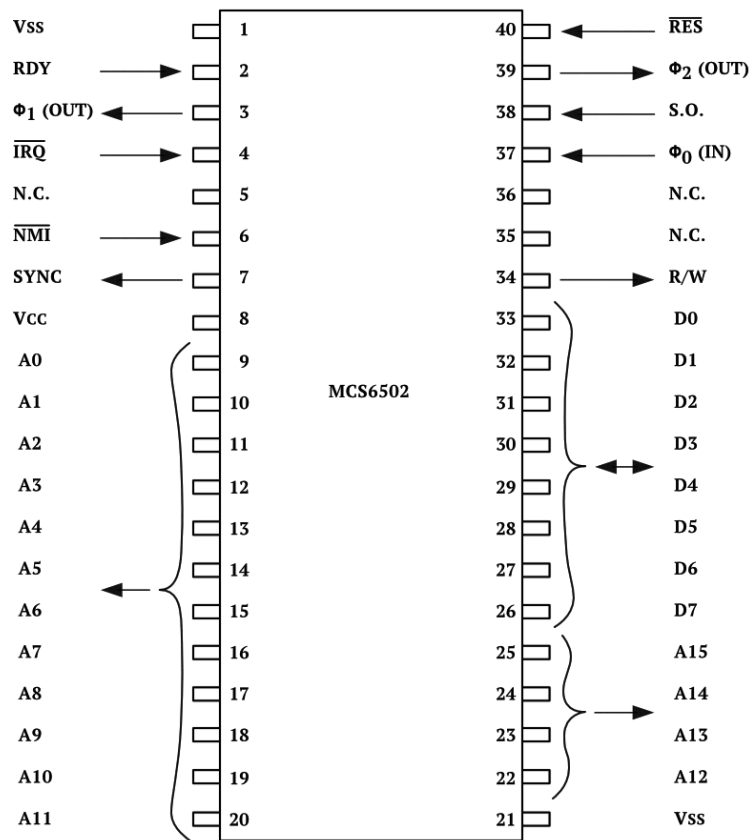 Vss 1 40 R̅E̅S̅
RDY 2 39 Φ2 (OUT)
Φ1 (OUT) 3 38 S.O.
I̅R̅Q̅ 4 37 Φ0 (IN)
N.C. 5 36 N.C.
N̅M̅I̅ 6 35 N.C.
SYNC 7 34 R/W
Vcc 8 33 D0
A0 9 32 D1
MCS6502
A1 10 31 D2
A2 11 30 D3
A3 12 29 D4
A4 13 28 D5
A5 14 27 D6
A6 15 26 D7
A7 16 25 A15
A8 17 24 A14
A9 18 23 A13
A10 19 22 A12
A11 20 21 Vss